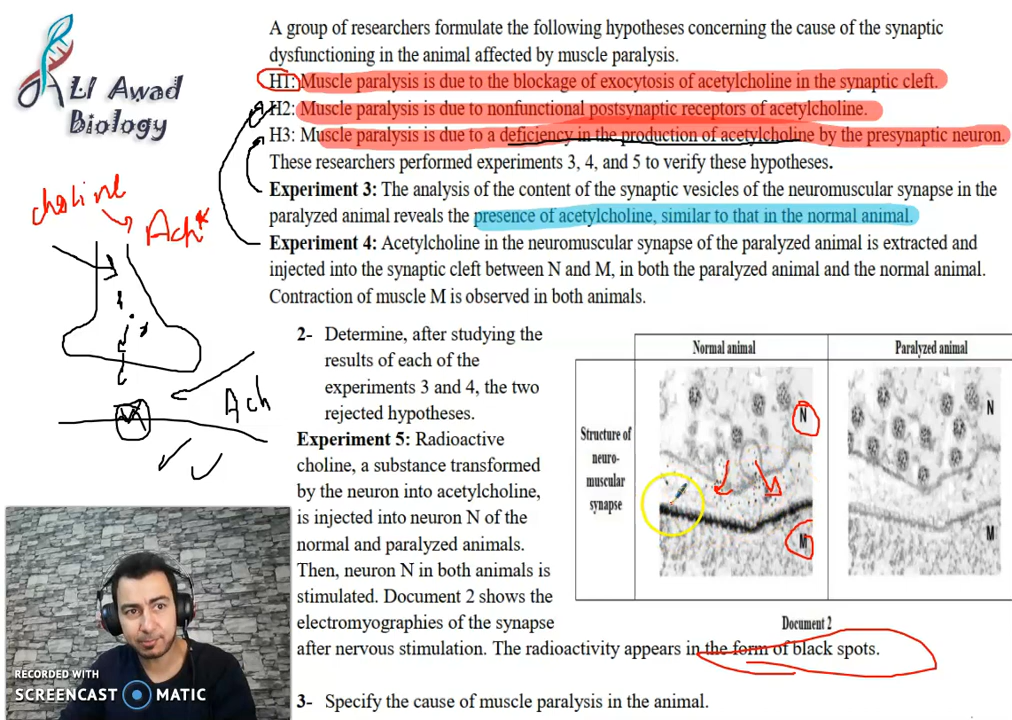 LI Awad
Biology
A group of researchers formulate the following hypotheses concerning the cause of the synaptic
dysfunctioning in the animal affected by muscle paralysis.
H1: Muscle paralysis is due to the blockage of exocytosis of acetylcholine in the synaptic cleft.
H2: Muscle paralysis is due to nonfunctional postsynaptic receptors of acetylcholine.
H3: Muscle paralysis is due to a deficiency in the production of acetylcholine by the presynaptic neuron.
These researchers performed experiments 3, 4, and 5 to verify these hypotheses.
Experiment 3: The analysis of the content of the synaptic vesicles of the neuromuscular synapse in the
paralyzed animal reveals the presence of acetylcholine, similar to that in the normal animal.
Experiment 4: Acetylcholine in the neuromuscular synapse of the paralyzed animal is extracted and
injected into the synaptic cleft between N and M, in both the paralyzed animal and the normal animal.
Contraction of muscle M is observed in both animals.
choline
Ach*
Ach
2- Determine, after studying the
results of each of the
experiments 3 and 4, the two
rejected hypotheses.
Experiment 5: Radioactive
choline, a substance transformed
by the neuron into acetylcholine,
is injected into neuron N of the
normal and paralyzed animals.
Then, neuron N in both animals is
stimulated. Document 2 shows the
electromyographies of the synapse
after nervous stimulation. The radioactivity appears in the form of black spots.
Normal animal
Paralyzed animal
Structure of
neuro-
muscular
synapse
N
M
N
M
Document 2
3- Specify the cause of muscle paralysis in the animal.
RECORDED WITH
SCREENCAST MATIC